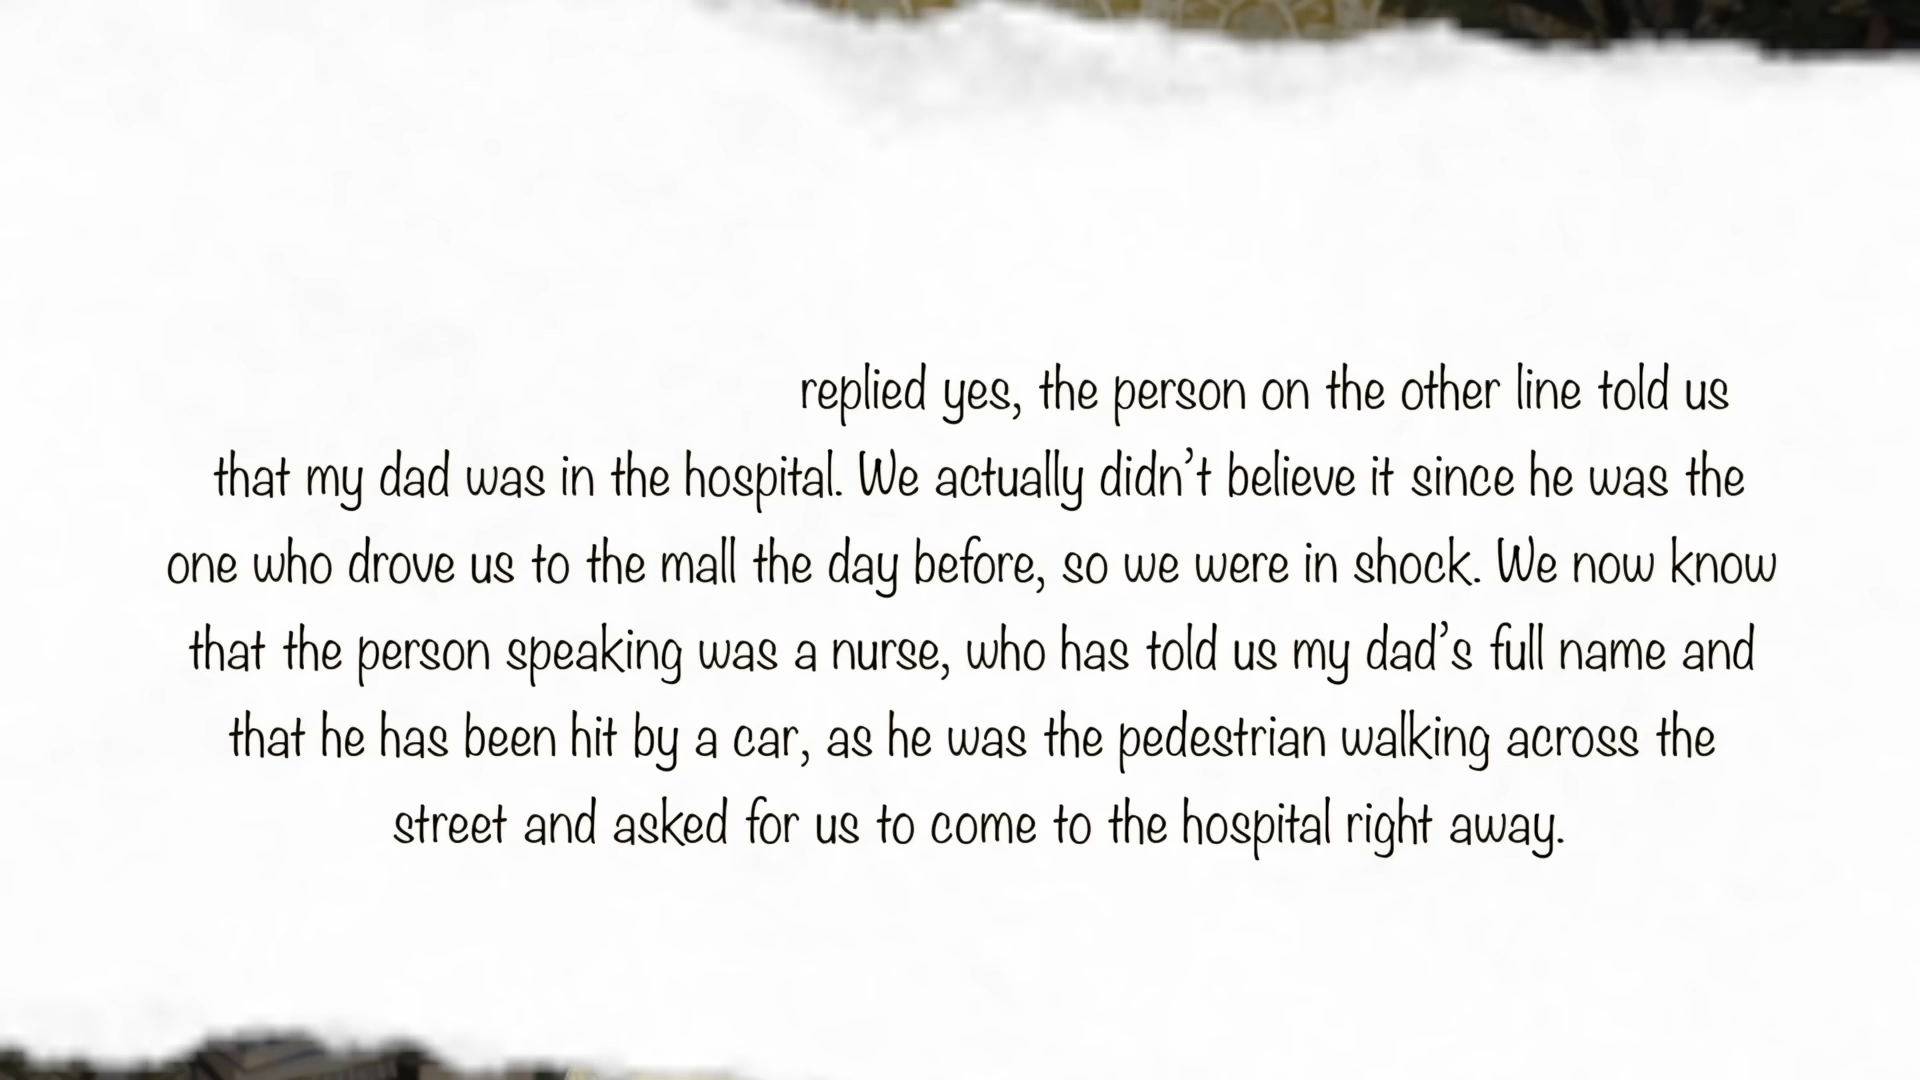 replied yes, the person on the other line told us
that my dad was in the hospital. We actually didn't believe it since he was the
one who drove us to the mall the day before, so we were in shock. We now know
that the person speaking was a nurse, who has told us my dad's full name and
that he has been hit by a car, as he was the pedestrian walking across the
street and asked for us to come to the hospital right away.